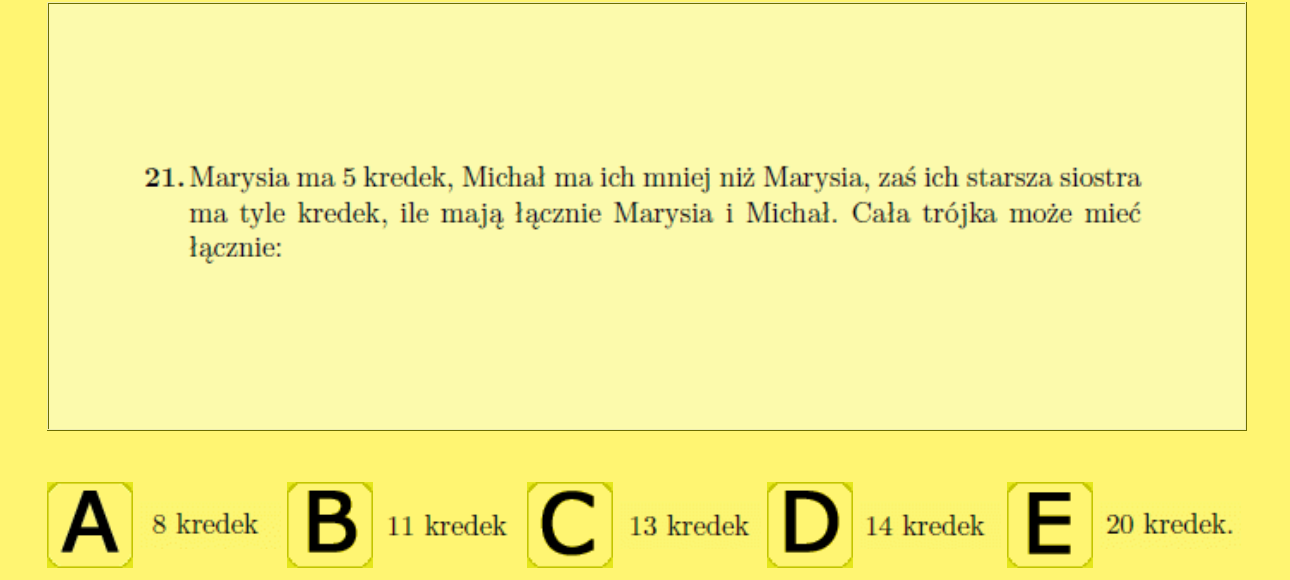 21. Marysia ma 5 kredek, Michał ma ich mniej niż Marysia, zaś ich starsza siostra
ma tyle kredek, ile mają łącznie Marysia i Michał. Cała trójka może mieć
łącznie:
A 8 kredek B 11 kredek C 13 kredek D 14 kredek E 20 kredek.